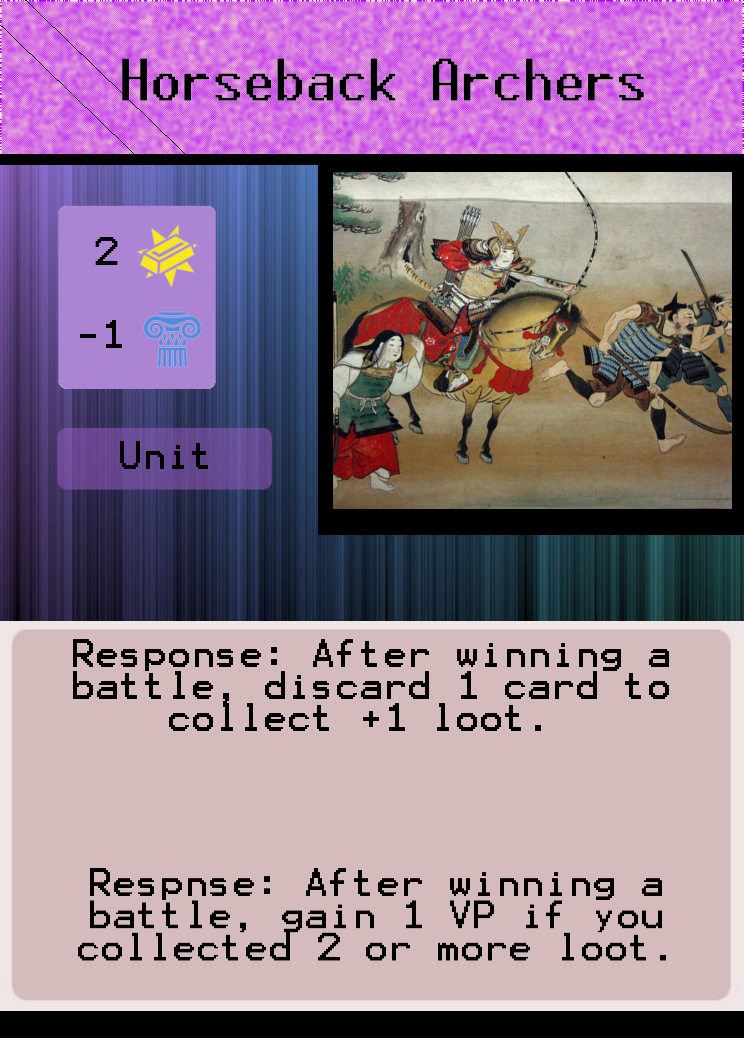 Horseback Archers
2
-1
Unit
Response: After winning a
battle, discard 1 card to
collect +1 loot.
Respnse: After winning a
battle, gain 1 VP if you
collected 2 or more loot.